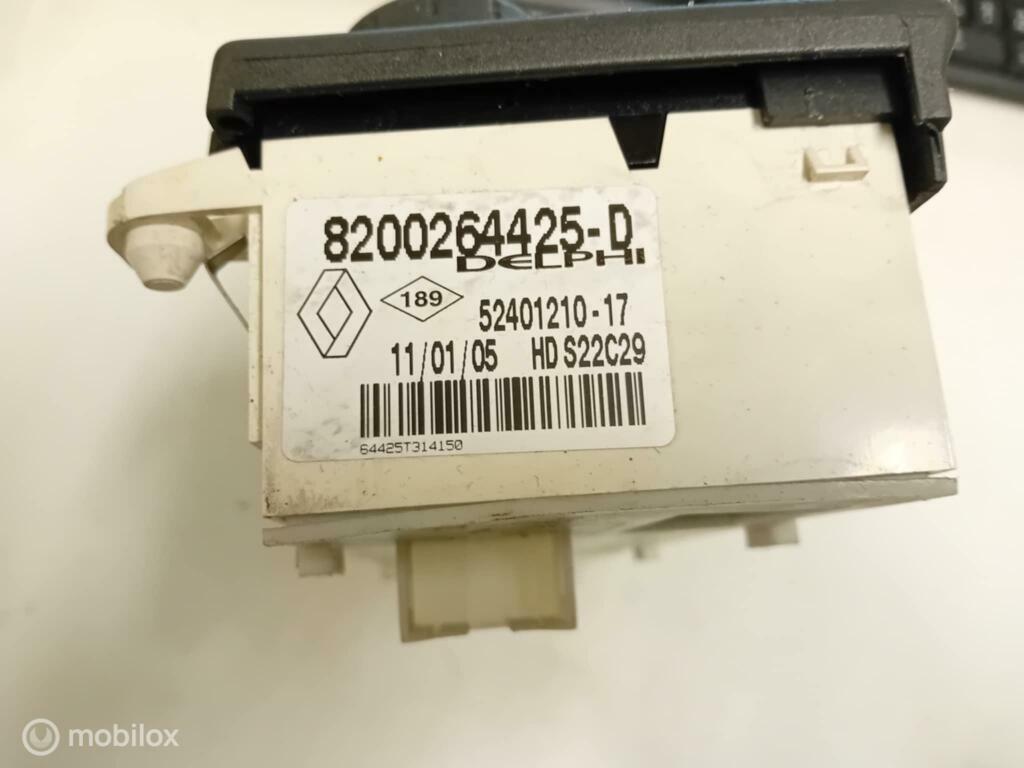 8200264425-D
DELPHI
189
52401210-17
11/01/05 HD S22C29
64425T314150
mobilox